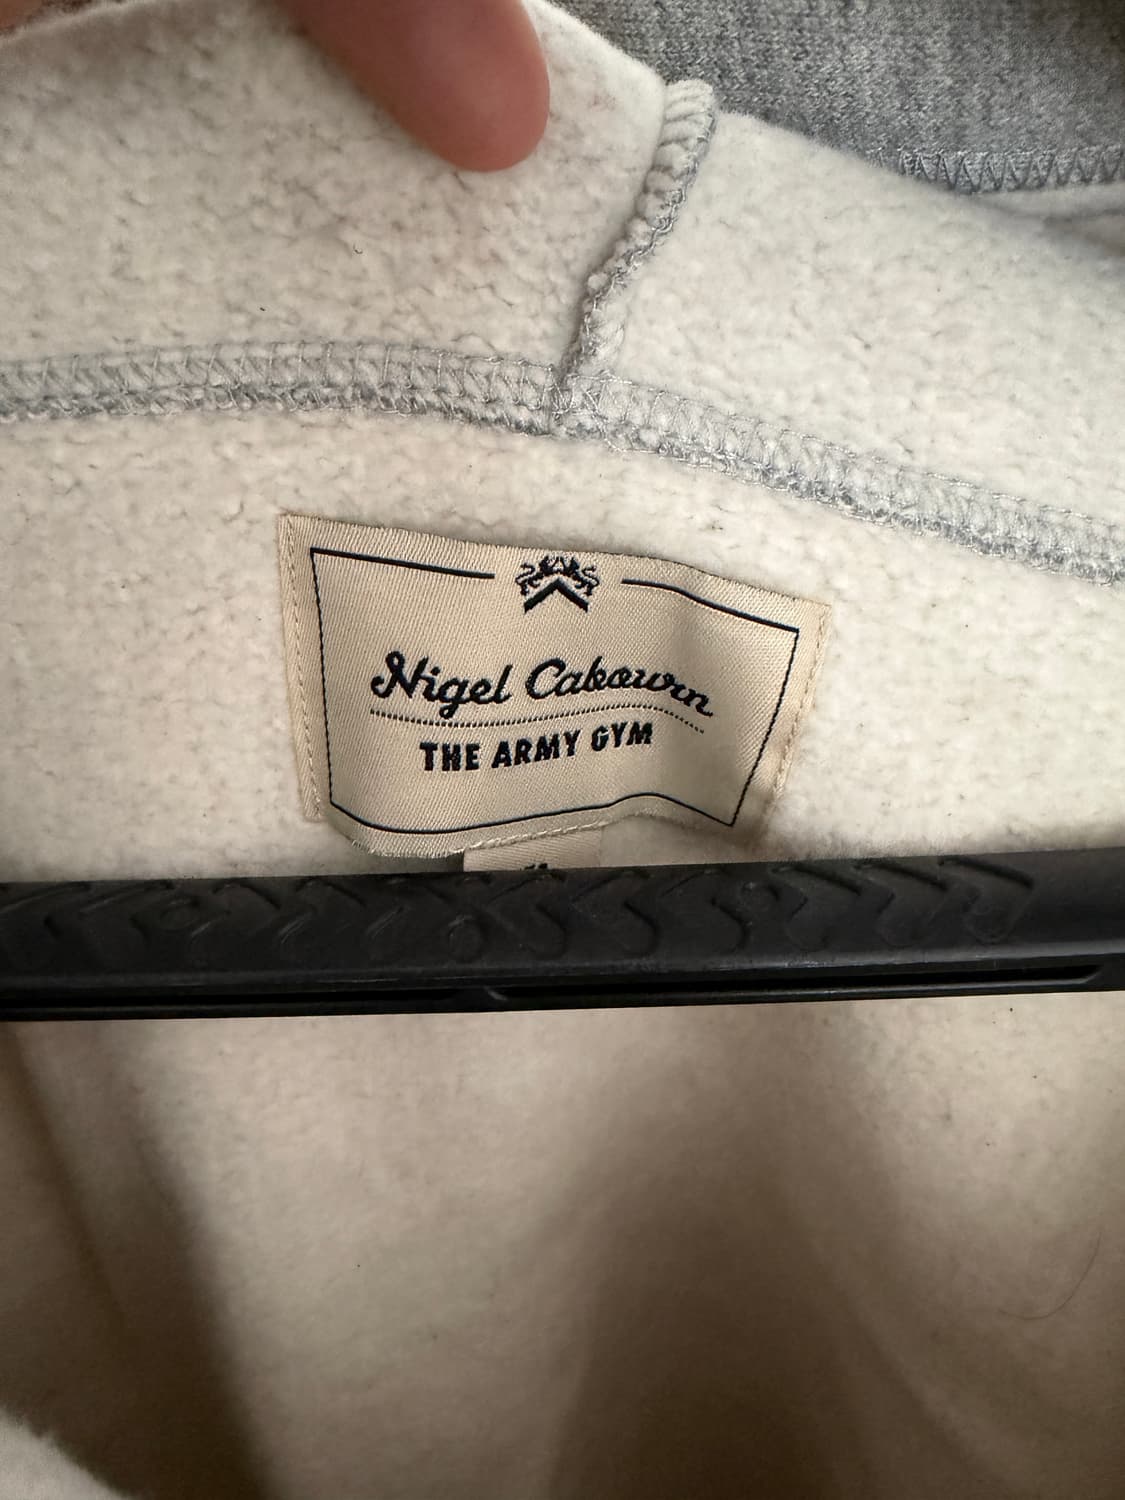 Nigel Cabourn
THE ARMY GYM